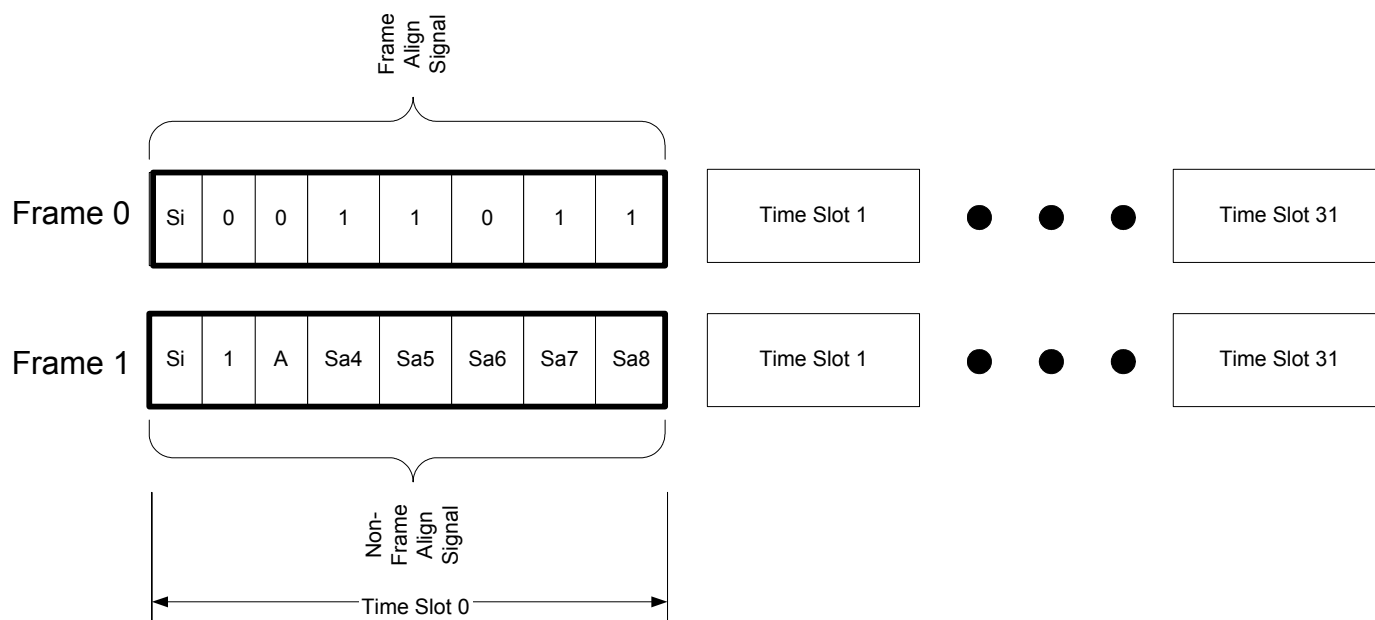 Frame
Align
Signal
Frame 0 Si 0 0 1 1 0 1 1 Time Slot 1 Time Slot 31
Frame 1 Si 1 A Sa4 Sa5 Sa6 Sa7 Sa8 Time Slot 1 Time Slot 31
Non-
Frame
Align
Signal
Time Slot 0